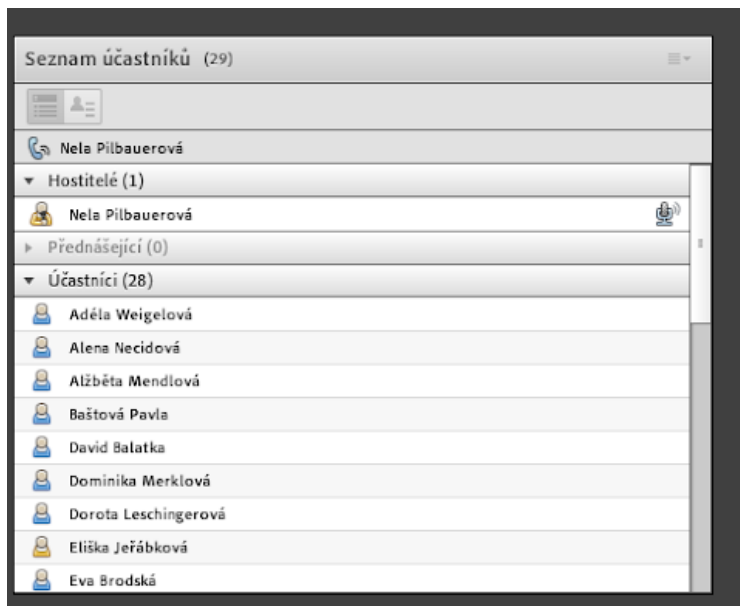 Seznam účastníků (29)
Nela Pilbauerová
Hostitelé (1)
Nela Pilbauerová
Přednášející (0)
Účastníci (28)
Adéla Weigelová
Alena Necidová
Alžběta Mendlová
Baštová Pavla
David Balatka
Dominika Merklová
Dorota Leschingerová
Eliška Jeřábková
Eva Brodská